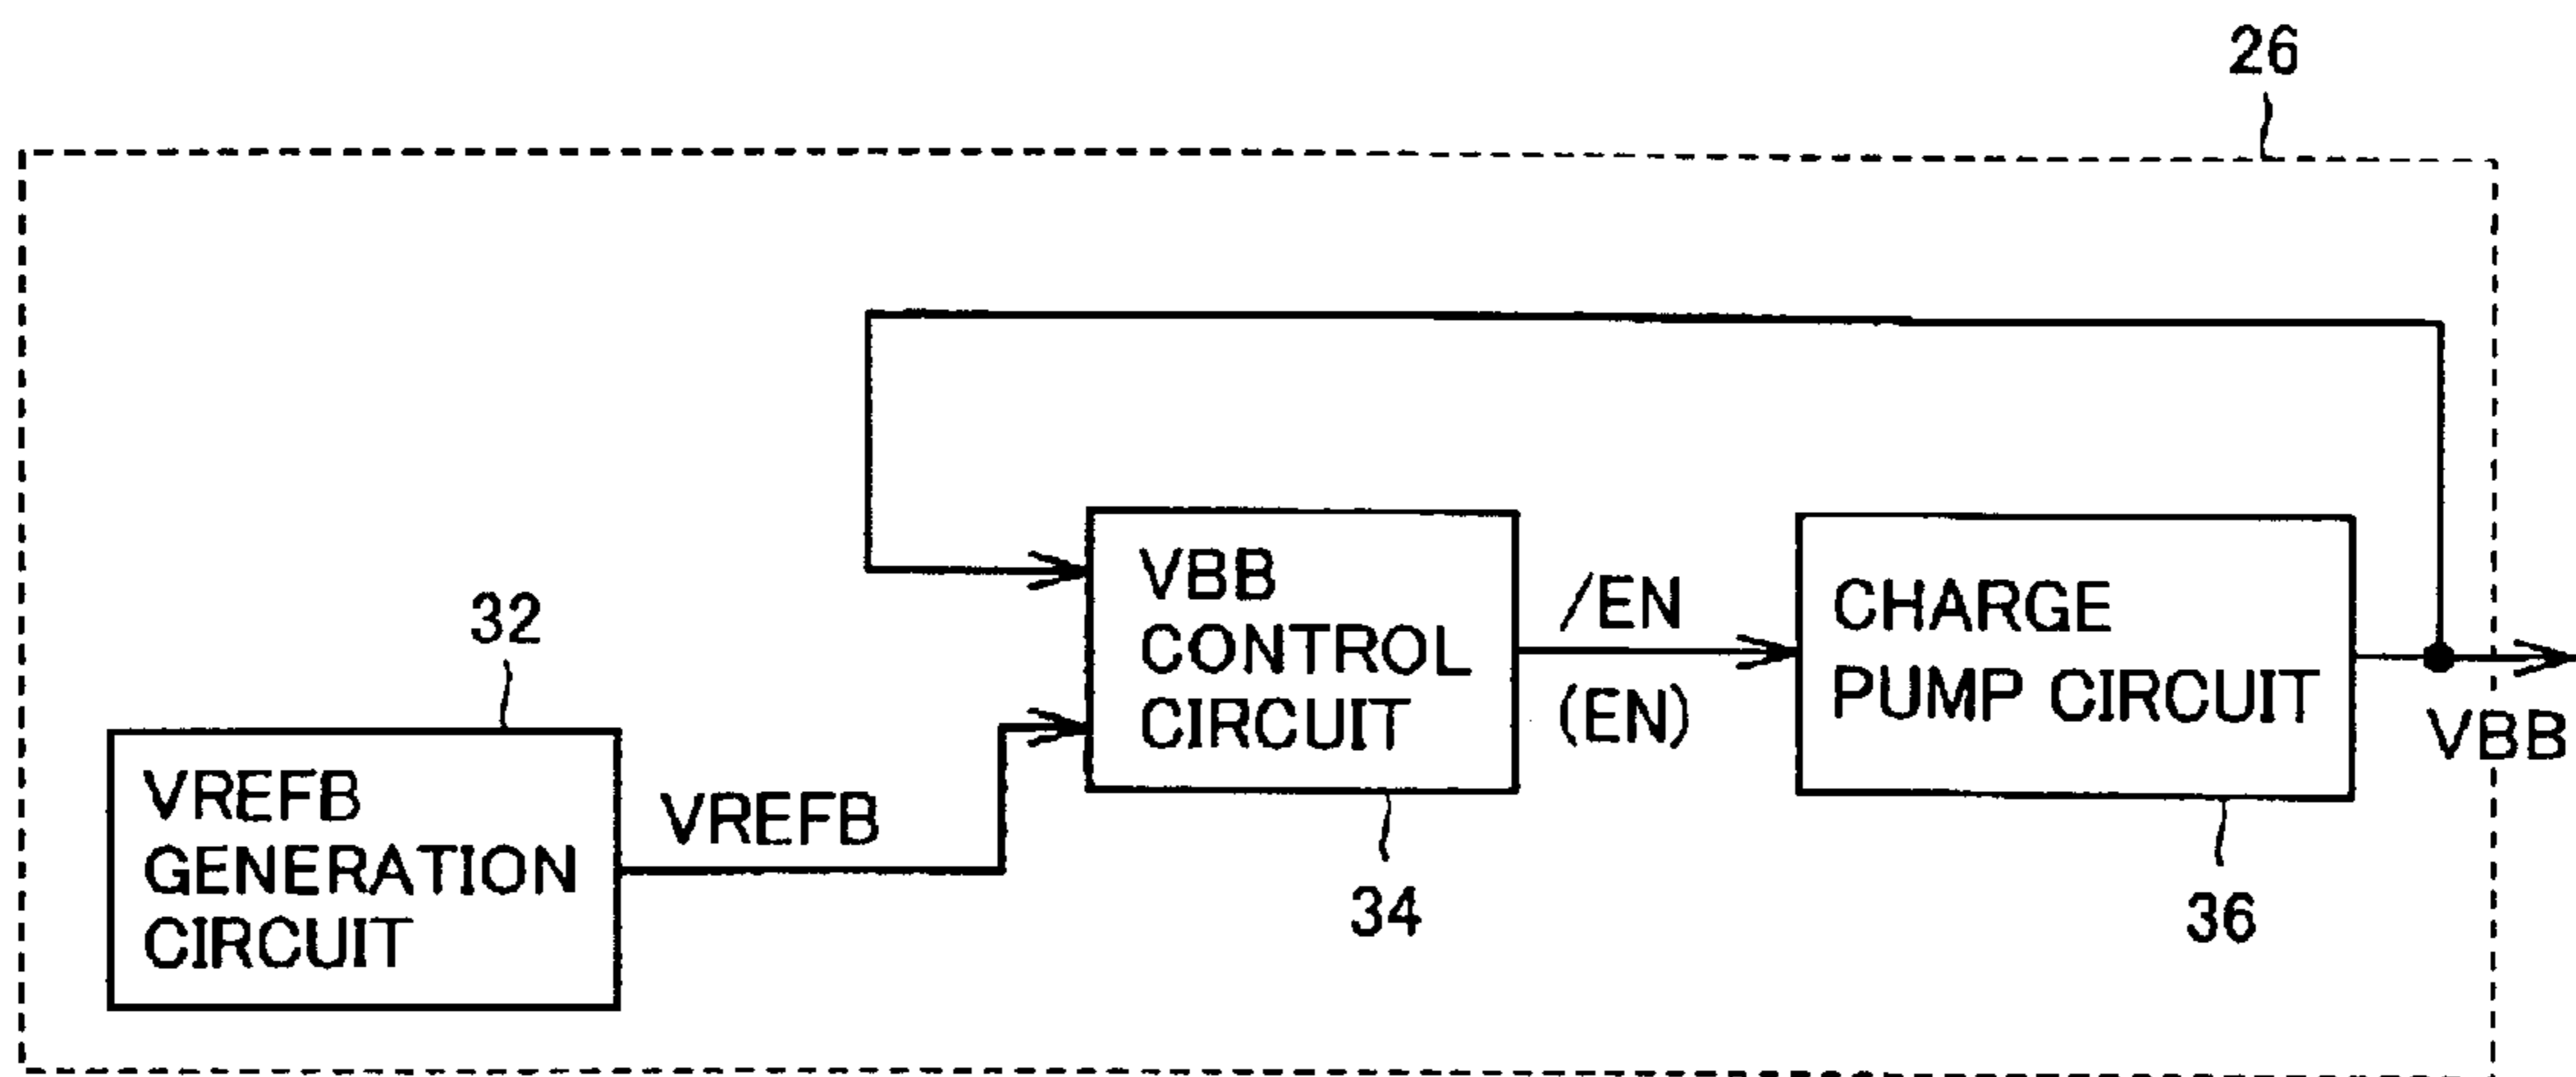 26
32
VREFB
GENERATION
CIRCUIT
VREFB
VBB
CONTROL
CIRCUIT
34
/EN
(EN)
CHARGE
PUMP CIRCUIT
36
VBB